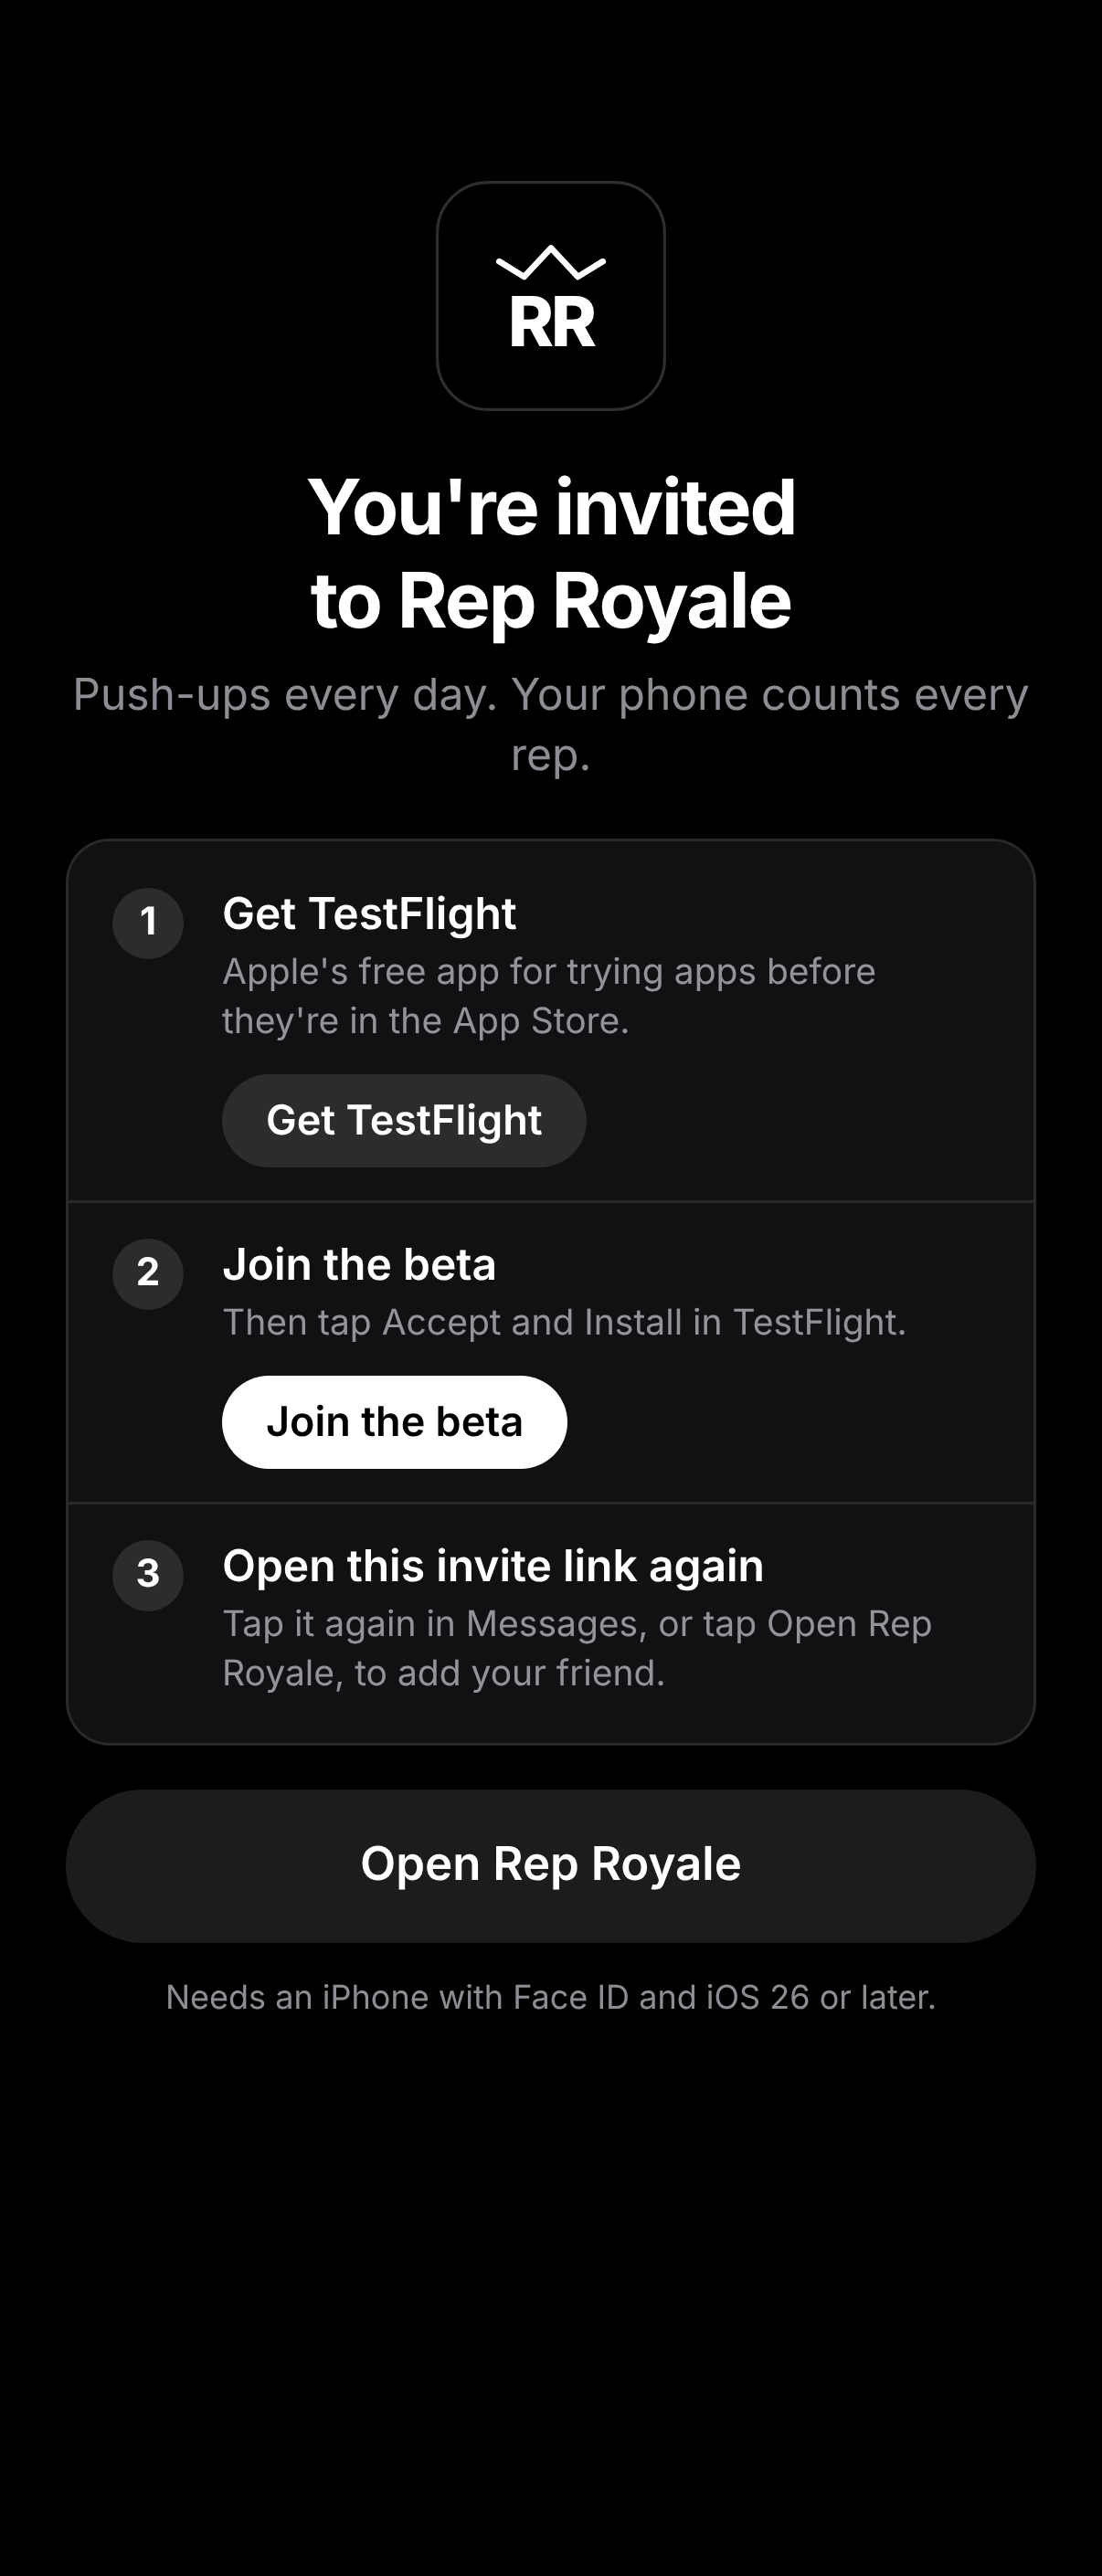 RR
You're invited
to Rep Royale
Push-ups every day. Your phone counts every
rep.
1
Get TestFlight
Apple's free app for trying apps before
they're in the App Store.
Get TestFlight
2
Join the beta
Then tap Accept and Install in TestFlight.
Join the beta
3
Open this invite link again
Tap it again in Messages, or tap Open Rep
Royale, to add your friend.
Open Rep Royale
Needs an iPhone with Face ID and iOS 26 or later.